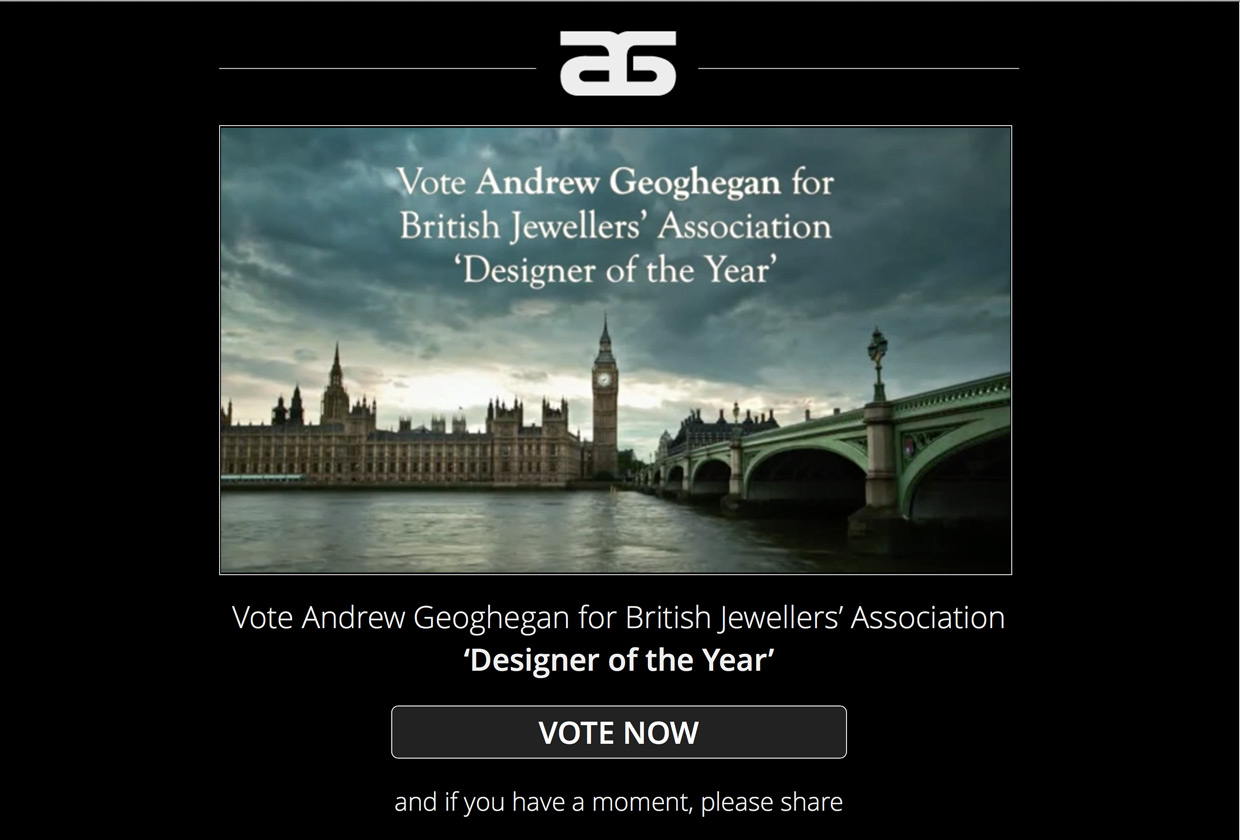 Vote Andrew Geoghegan for
British Jewellers’ Association
‘Designer of the Year’
Vote Andrew Geoghegan for British Jewellers’ Association
‘Designer of the Year’
VOTE NOW
and if you have a moment, please share